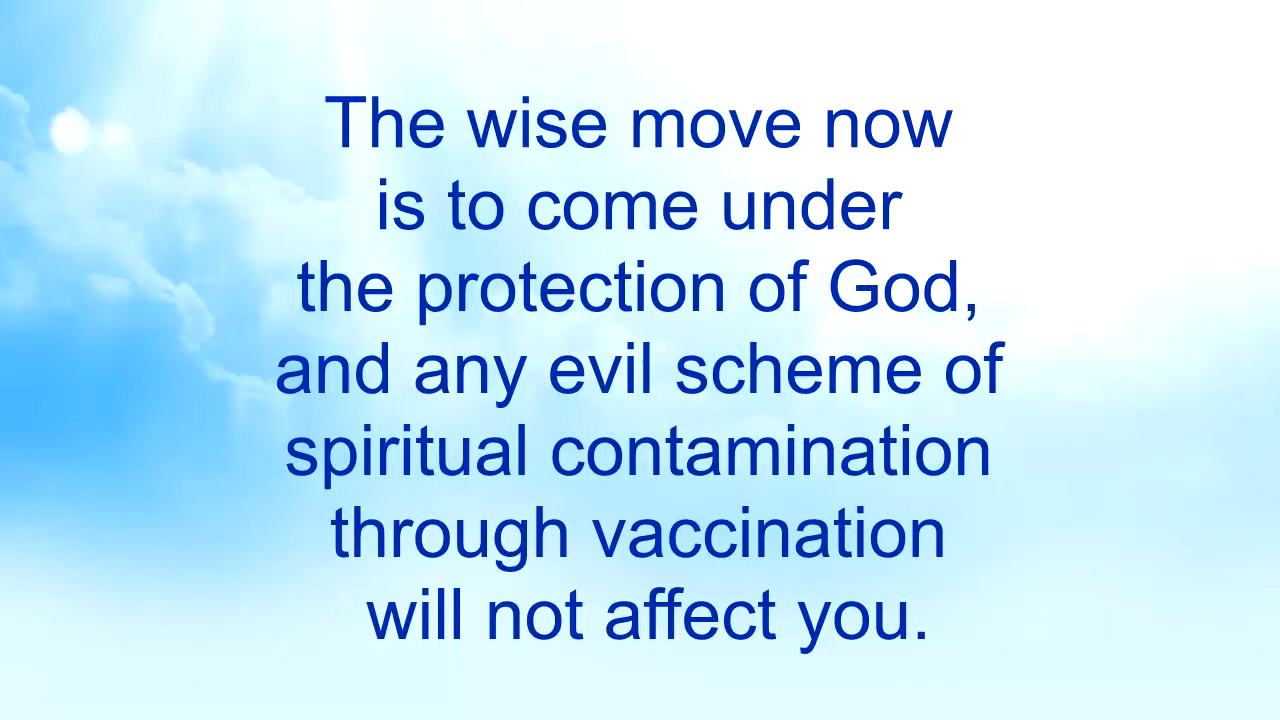 The wise move now
is to come under
the protection of God,
and any evil scheme of
spiritual contamination
through vaccination
will not affect you.